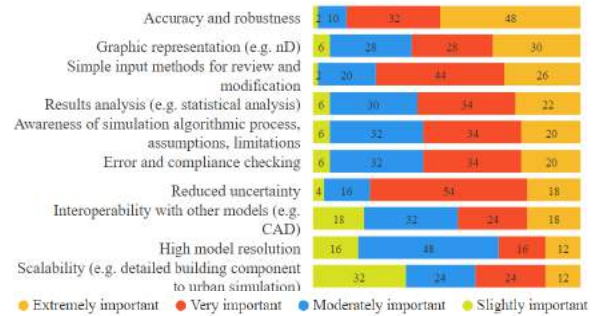 Accuracy and robustness 2 10 32 48
Graphic representation (e.g. nD) 6 28 28 30
Simple input methods for review and
modification 2 20 44 26
Results analysis (e.g. statistical analysis) 6 30 34 22
Awareness of simulation algorithmic process,
assumptions, limitations 6 32 34 20
Error and compliance checking 6 32 34 20
Reduced uncertainty 4 16 54 18
Interoperability with other models (e.g.
CAD) 18 32 24 18
High model resolution 16 48 16 12
Scalability (e.g. detailed building component
to urban simulation) 32 24 24 12
Extremely important Very important Moderately important Slightly important